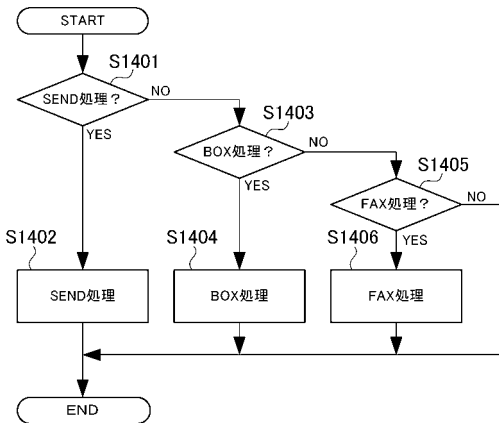 START
S1401
SEND処理？
NO
S1403
YES
BOX処理？
NO
S1405
YES
FAX処理？
NO
YES
S1402
S1404
S1406
SEND処理
BOX処理
FAX処理
END